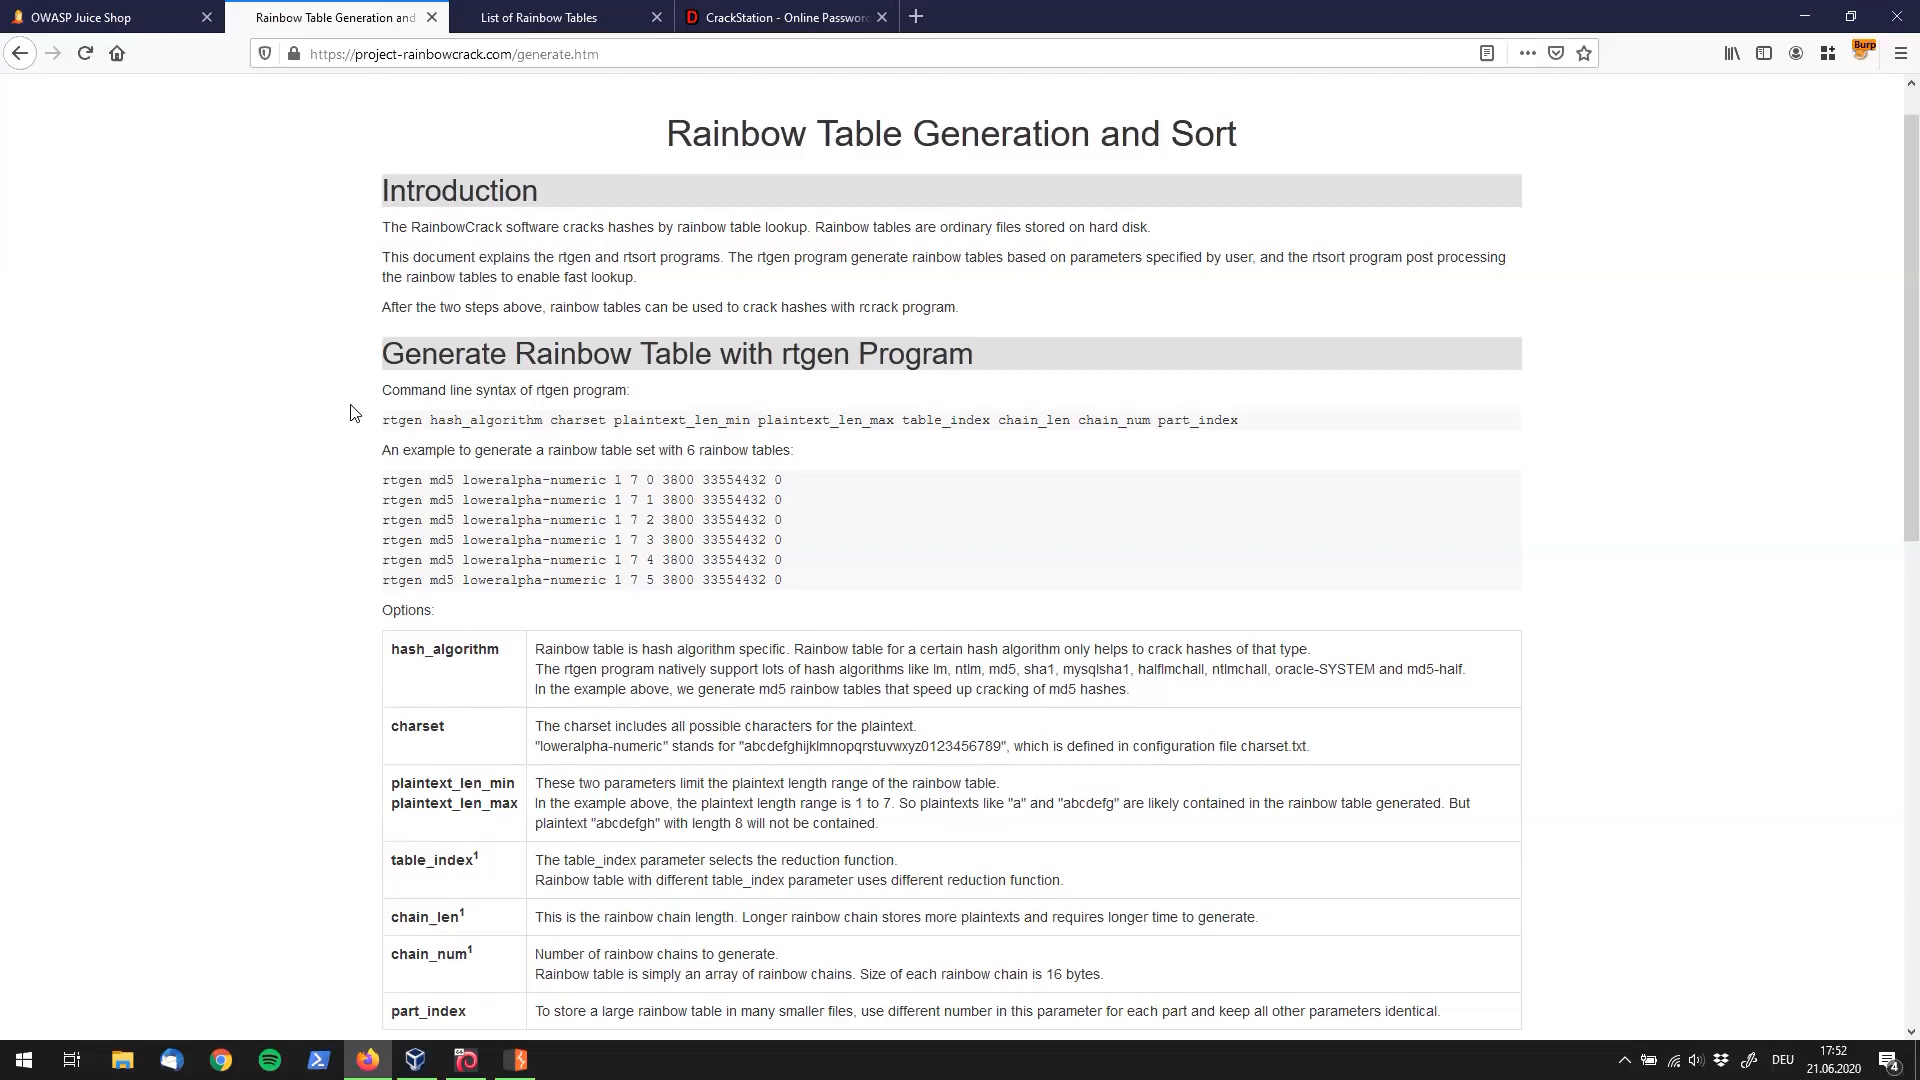 OWASP Juice Shop
Rainbow Table Generation and
List of Rainbow Tables
CrackStation - Online Passwor
https://project-rainbowcrack.com/generate.htm
Burp
Rainbow Table Generation and Sort
Introduction
The RainbowCrack software cracks hashes by rainbow table lookup. Rainbow tables are ordinary files stored on hard disk.
This document explains the rtgen and rtsort programs. The rtgen program generate rainbow tables based on parameters specified by user, and the rtsort program post processing
the rainbow tables to enable fast lookup.
After the two steps above, rainbow tables can be used to crack hashes with rcrack program.
Generate Rainbow Table with rtgen Program
Command line syntax of rtgen program:
rtgen hash_algorithm charset plaintext_len_min plaintext_len_max table_index chain_len chain_num part_index
An example to generate a rainbow table set with 6 rainbow tables:
rtgen md5 loweralpha-numeric 1 7 0 3800 33554432 0
rtgen md5 loweralpha-numeric 1 7 1 3800 33554432 0
rtgen md5 loweralpha-numeric 1 7 2 3800 33554432 0
rtgen md5 loweralpha-numeric 1 7 3 3800 33554432 0
rtgen md5 loweralpha-numeric 1 7 4 3800 33554432 0
rtgen md5 loweralpha-numeric 1 7 5 3800 33554432 0
Options:
hash_algorithm
Rainbow table is hash algorithm specific. Rainbow table for a certain hash algorithm only helps to crack hashes of that type.
The rtgen program natively support lots of hash algorithms like lm, ntlm, md5, sha1, mysqlsha1, halflmchall, ntlmchall, oracle-SYSTEM and md5-half.
In the example above, we generate md5 rainbow tables that speed up cracking of md5 hashes.
charset
The charset includes all possible characters for the plaintext.
"loweralpha-numeric" stands for "abcdefghijklmnopqrstuvwxyz0123456789", which is defined in configuration file charset.txt.
plaintext_len_min
plaintext_len_max
These two parameters limit the plaintext length range of the rainbow table.
In the example above, the plaintext length range is 1 to 7. So plaintexts like "a" and "abcdefg" are likely contained in the rainbow table generated. But
plaintext "abcdefgh" with length 8 will not be contained.
table_index1
The table_index parameter selects the reduction function.
Rainbow table with different table_index parameter uses different reduction function.
chain_len1
This is the rainbow chain length. Longer rainbow chain stores more plaintexts and requires longer time to generate.
chain_num1
Number of rainbow chains to generate.
Rainbow table is simply an array of rainbow chains. Size of each rainbow chain is 16 bytes.
part_index
To store a large rainbow table in many smaller files, use different number in this parameter for each part and keep all other parameters identical.
DEU
17:52
21.06.2020
4